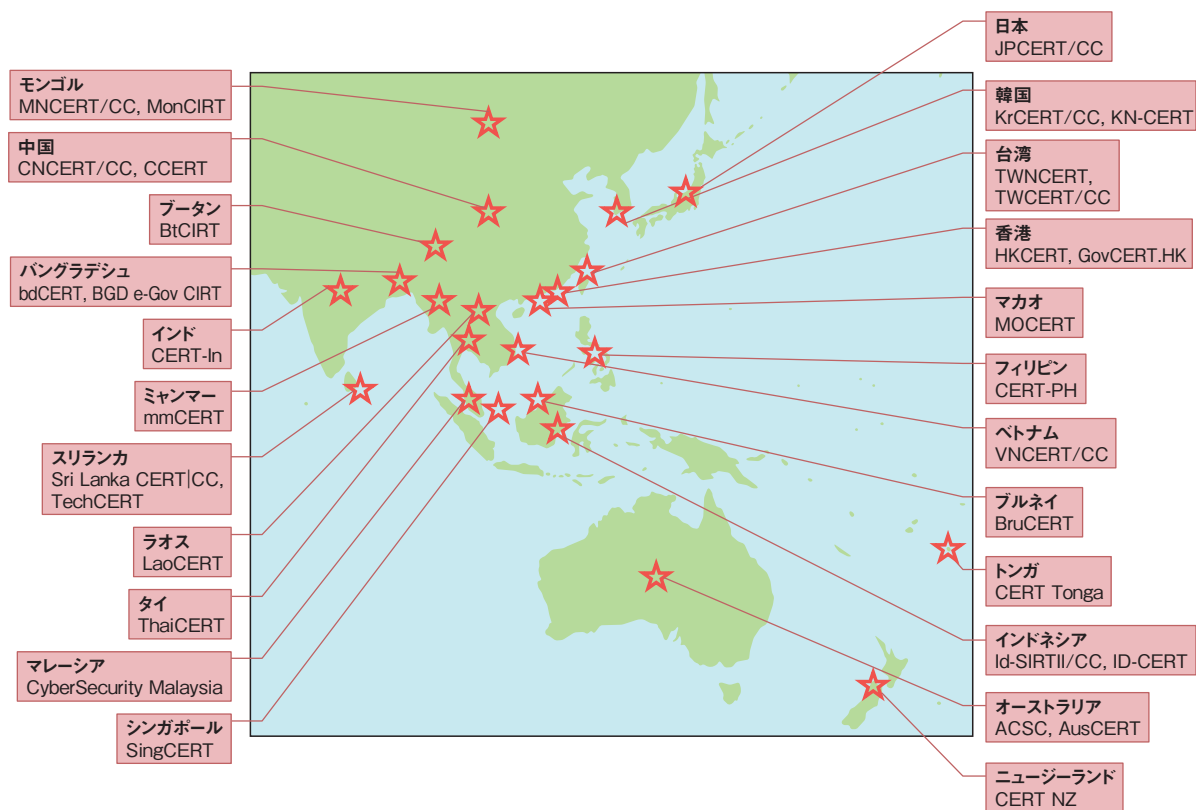 モンゴル
MNCERT/CC, MonCIRT
中国
CNCERT/CC, CCERT
ブータン
BtCIRT
バングラデシュ
bdCERT, BGD e-Gov CIRT
インド
CERT-In
ミャンマー
mmCERT
スリランカ
Sri Lanka CERT|CC,
TechCERT
ラオス
LaoCERT
タイ
ThaiCERT
マレーシア
CyberSecurity Malaysia
シンガポール
SingCERT
日本
JPCERT/CC
韓国
KrCERT/CC, KN-CERT
台湾
TWNCERT,
TWCERT/CC
香港
HKCERT, GovCERT.HK
マカオ
MOCERT
フィリピン
CERT-PH
ベトナム
VNCERT/CC
ブルネイ
BruCERT
トンガ
CERT Tonga
インドネシア
Id-SIRTII/CC, ID-CERT
オーストラリア
ACSC, AusCERT
ニュージーランド
CERT NZ